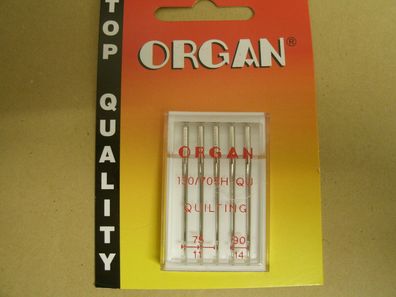 TOP QUALITY
ORGAN®
ORGAN
130/705H-QU
QUILTING
75 90
11 14